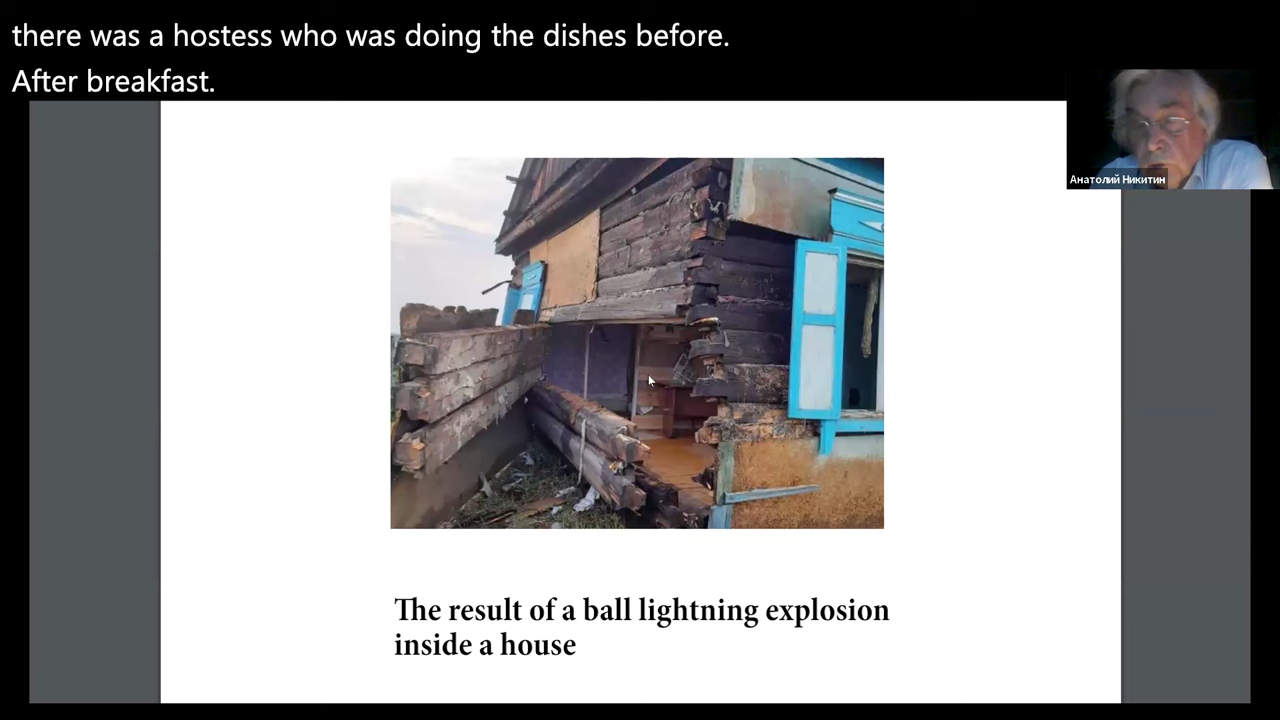 there was a hostess who was doing the dishes before.
After breakfast.
Анатолий Никитин
The result of a ball lightning explosion
inside a house